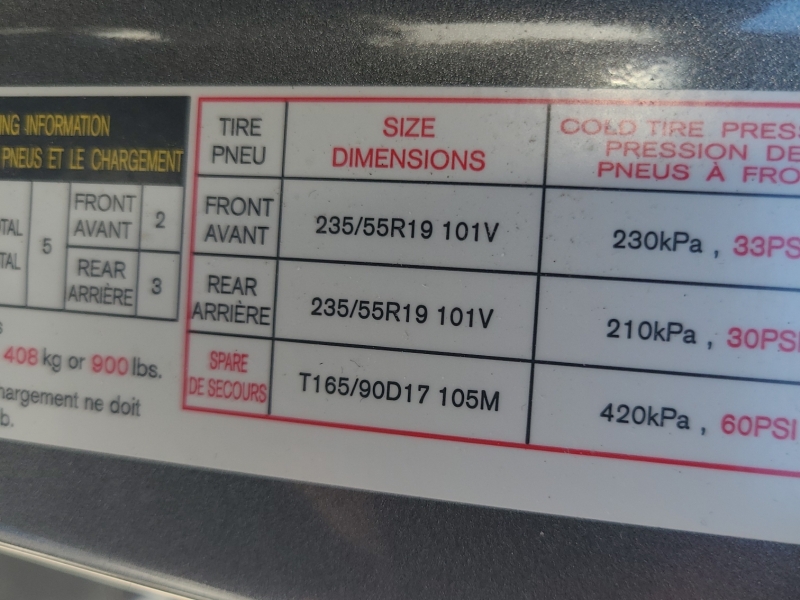 ING INFORMATION
PNEUS ET LE CHARGEMENT
OTAL
TAL
5
FRONT
AVANT
2
REAR
ARRIÈRE
3
408 kg or 900 lbs.
hargement ne doit
b.
TIRE
PNEU
SIZE
DIMENSIONS
COLD TIRE PRESS
PRESSION DE
PNEUS À FRO
FRONT
AVANT
235/55R19 101V
230kPa , 33PS
REAR
ARRIÈRE
235/55R19 101V
210kPa , 30PSI
SPARE
DE SECOURS
T165/90D17 105M
420kPa , 60PSI